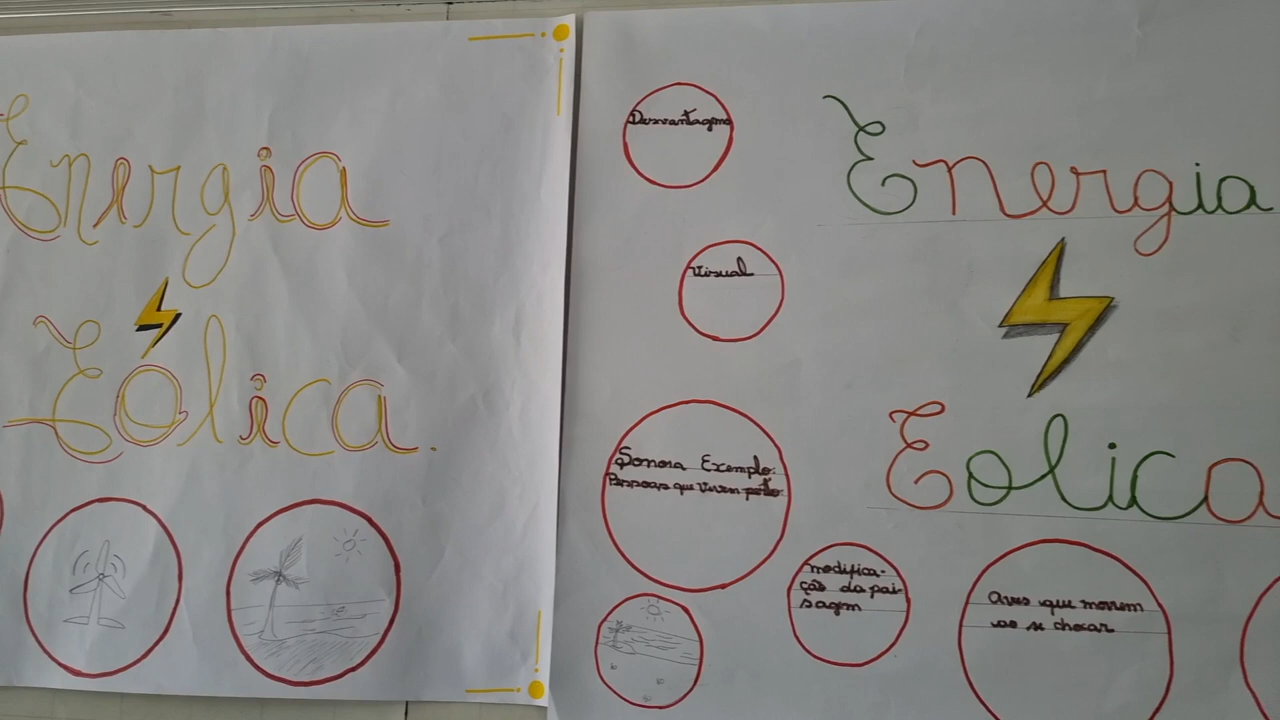 Energia
Eólica.
Desvantagens
Visual
Sonora Exemplo:
Pessoas que vivem perto.
modifica-
ção da pai-
sagem
Energia
Eolica
Aves que morrem
ao se chocar